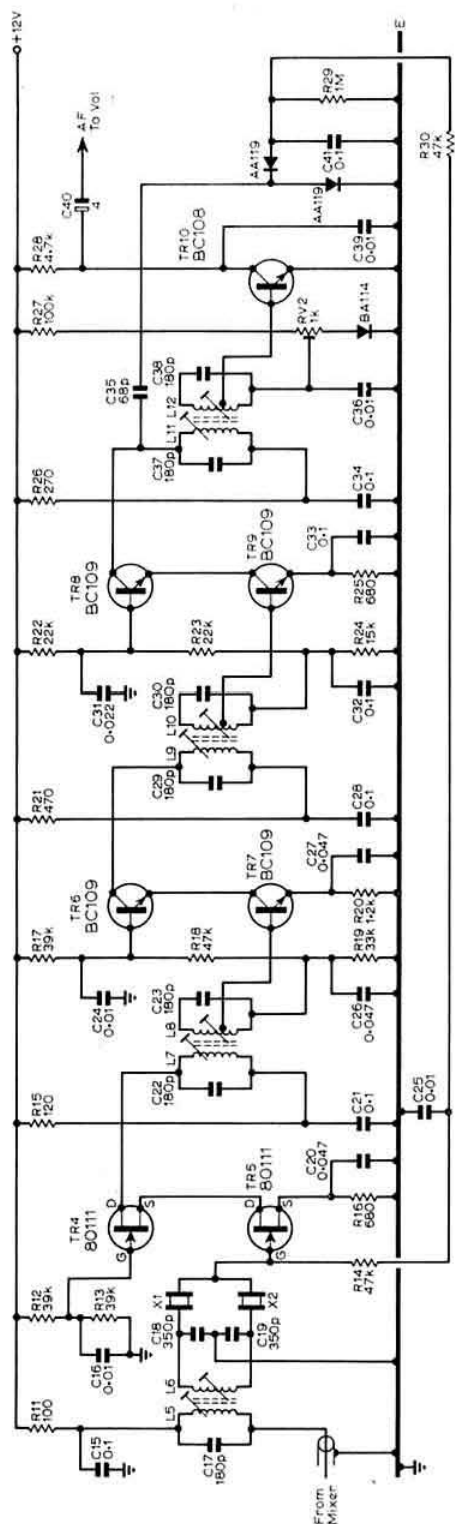 +12V
R11
100
R12
39k
R13
39k
C16
0·01
C15
0·1
R15
120
R17
39k
C24
0·01
R21
470
R22
22k
C31
0·022
R26
270
R27
100k
R28
4·7k
C40
4
AF
To Vol
TR4
80111
D
S
G
TR6
BC109
TR8
BC109
C35
68p
TR10
BC108
AA119
C17
180p
L5
L6
C18
350p
C19
350p
X1
X2
TR5
80111
D
S
G
C22
180p
L7
L8
C23
180p
R18
47k
TR7
BC109
C29
180p
L9
L10
C30
180p
R23
22k
TR9
BC109
C37
180p
L11
L12
C38
180p
RV2
1k
BA114
AA119
C41
0·1
R29
1M
From
Mixer
R14
47k
R16
680
C20
0·047
C21
0·1
C26
0·047
R19
33k
R20
1·2k
C27
0·047
C28
0·1
C32
0·1
R24
15k
R25
680
C33
0·1
C34
0·1
C36
0·01
C39
0·01
E
C25
0·01
R30
47k